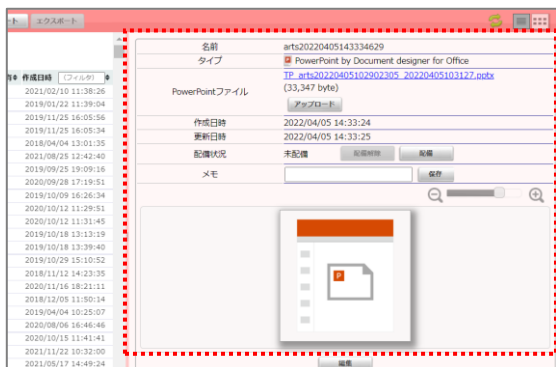 ート エクスポート
名前 arts20220405143334629
タイプ PowerPoint by Document designer for Office
PowerPointファイル TP_arts20220405102902305_20220405103127.pptx
(33,347 byte)
アップロード
作成日時 2022/04/05 14:33:24
更新日時 2022/04/05 14:33:25
配備状況 未配備 配備解除 配備
メモ 保存
P
編集
作成日時 (フィルタ)
2021/02/10 11:38:26
2019/01/22 11:39:04
2019/11/25 16:05:56
2019/11/25 16:05:34
2018/04/04 13:01:35
2021/08/25 12:42:40
2019/09/25 19:09:16
2020/09/28 17:19:51
2019/10/09 16:26:34
2020/10/12 11:29:51
2020/10/12 11:31:45
2019/10/18 13:13:19
2019/10/18 13:39:40
2019/10/29 15:10:52
2018/11/12 14:23:35
2020/11/16 18:21:11
2018/12/05 11:50:14
2019/04/04 10:25:07
2020/08/06 16:46:46
2020/10/15 11:41:41
2021/11/22 10:32:00
2021/05/17 14:49:24